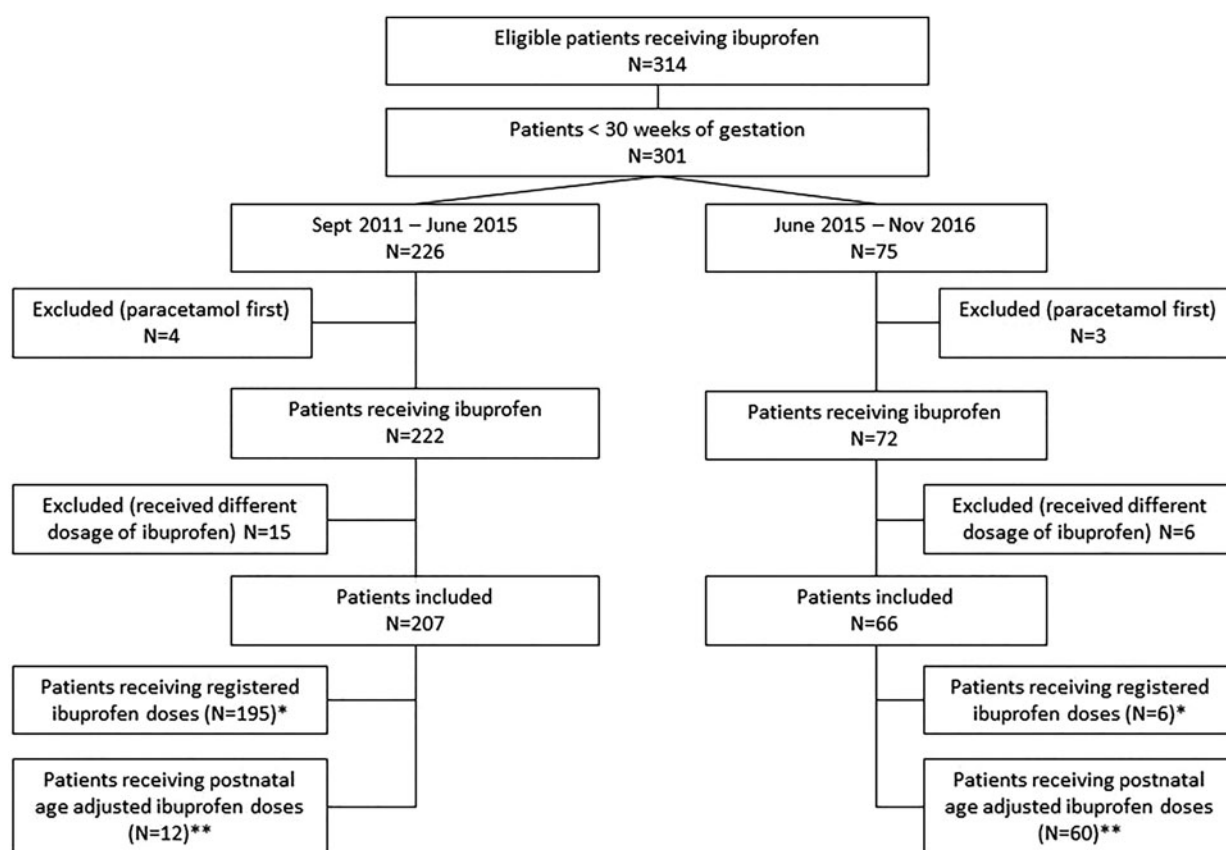 Eligible patients receiving ibuprofen
N=314
Patients < 30 weeks of gestation
N=301
Sept 2011 – June 2015
N=226
June 2015 – Nov 2016
N=75
Excluded (paracetamol first)
N=4
Excluded (paracetamol first)
N=3
Patients receiving ibuprofen
N=222
Patients receiving ibuprofen
N=72
Excluded (received different
dosage of ibuprofen) N=15
Excluded (received different
dosage of ibuprofen) N=6
Patients included
N=207
Patients included
N=66
Patients receiving registered
ibuprofen doses (N=195)*
Patients receiving registered
ibuprofen doses (N=6)*
Patients receiving postnatal
age adjusted ibuprofen doses
(N=12)**
Patients receiving postnatal
age adjusted ibuprofen doses
(N=60)**